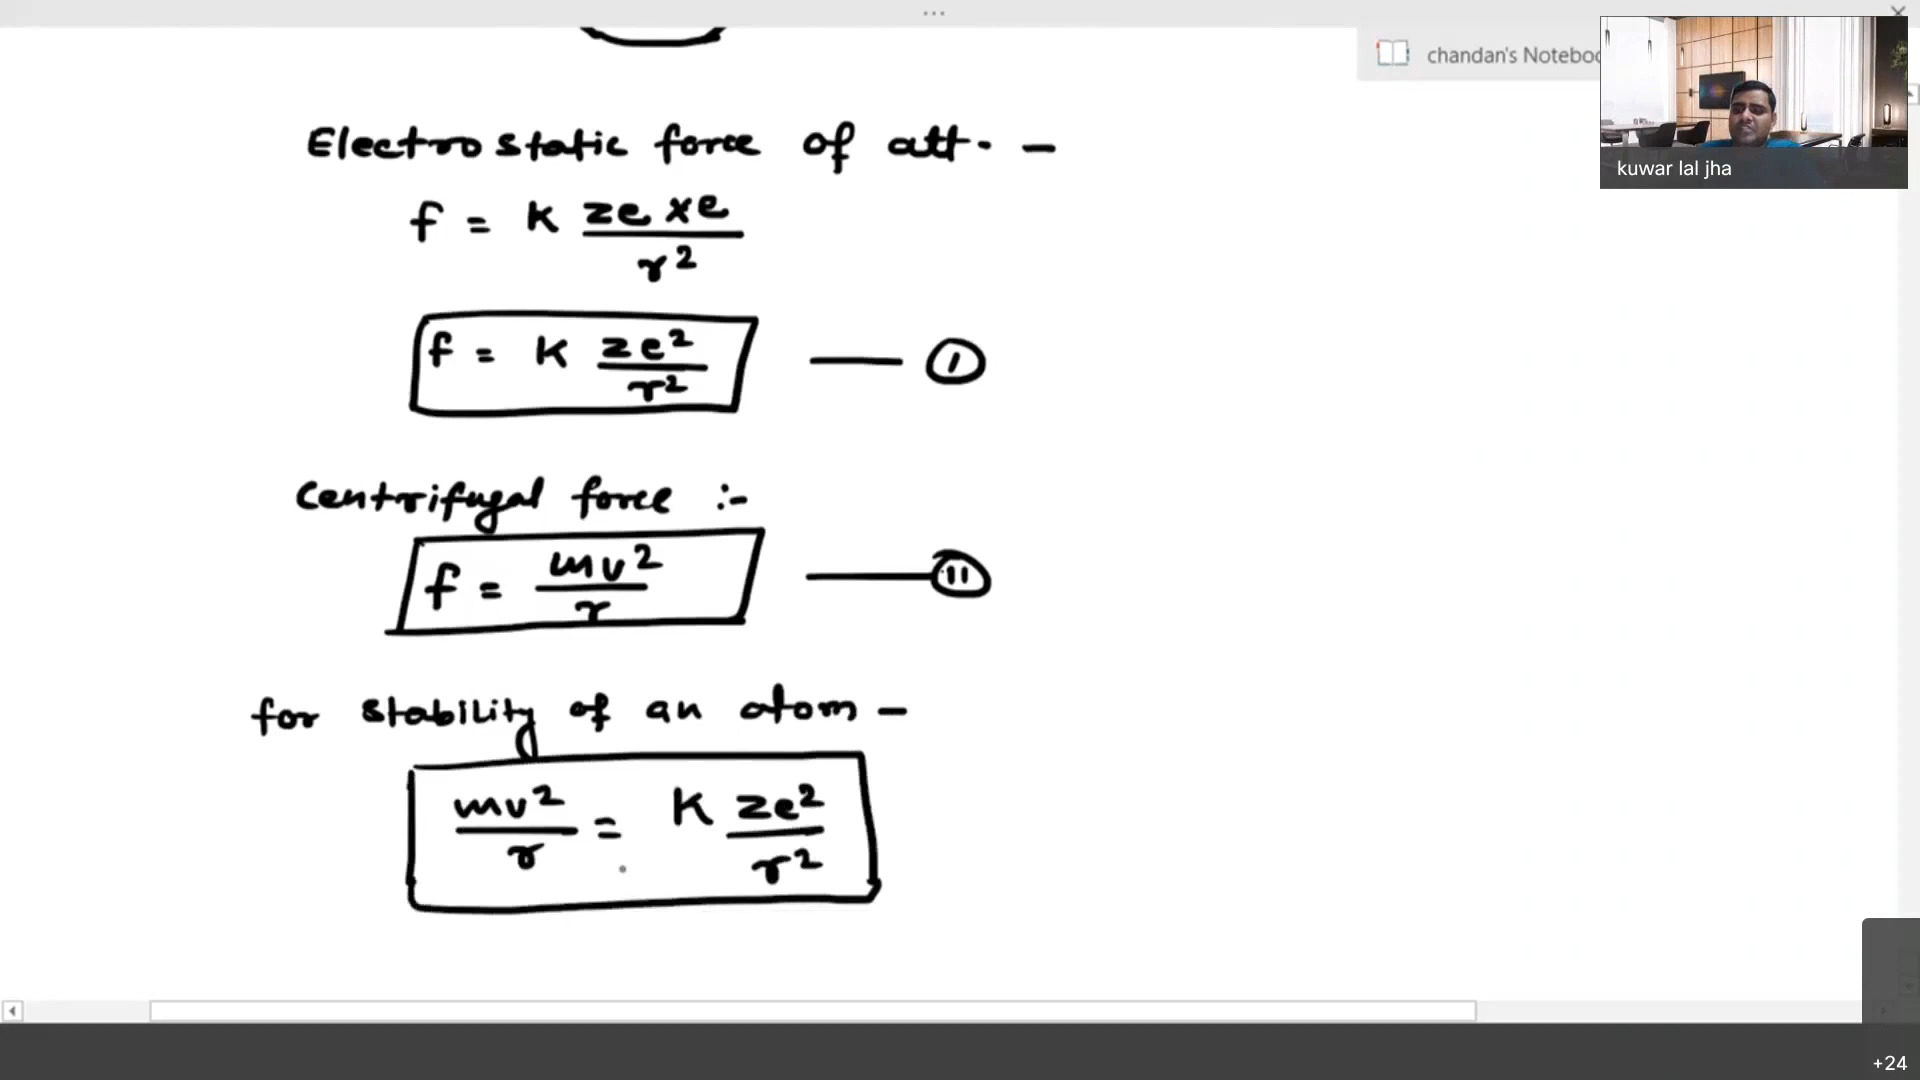 chandan's Notebo
kuwar lal jha
Electrostatic force of att. -
f = K ze×e / r²
f = K ze² / r² — I
Centrifugal force :-
f = mv² / r — II
for stability of an atom -
mv² / r = K ze² / r²
+24